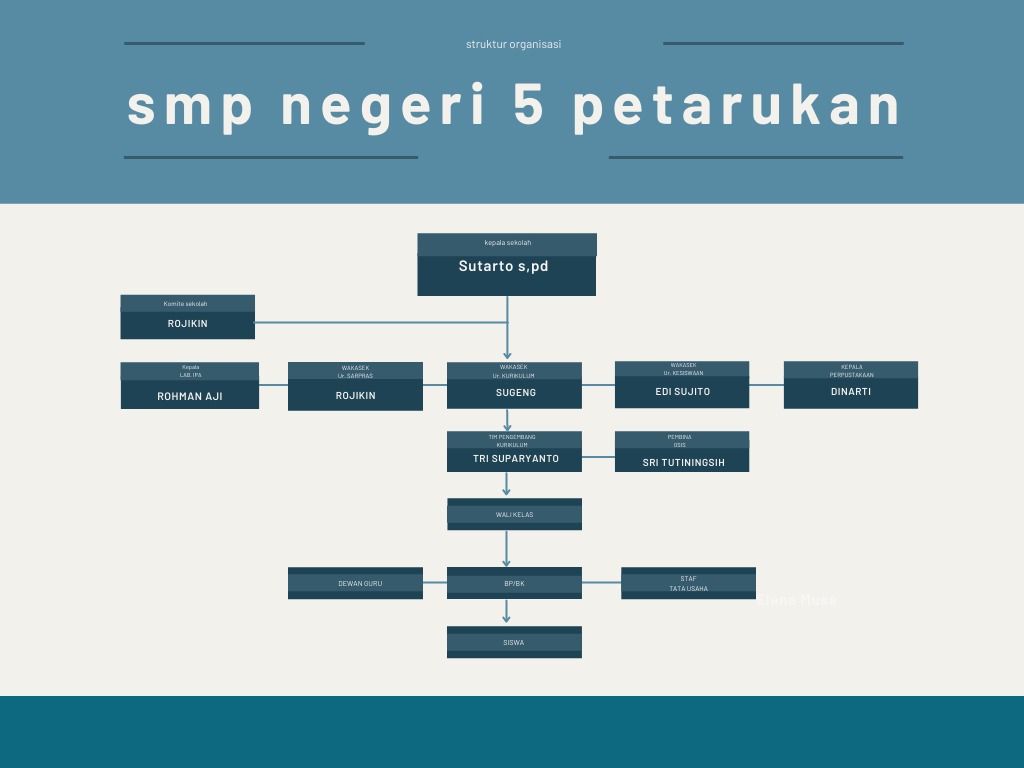 struktur organisasi
smp negeri 5 petarukan
kepala sekolah
Sutarto s,pd
Komite sekolah
ROJIKIN
Kepala
LAB. IPA
ROHMAN AJI
WAKASEK
Ur. SARPRAS
ROJIKIN
WAKASEK
Ur. KURIKULUM
SUGENG
WAKASEK
Ur. KESISWAAN
EDI SUJITO
KEPALA
PERPUSTAKAAN
DINARTI
TIM PENGEMBANG
KURIKULUM
TRI SUPARYANTO
PEMBINA
OSIS
SRI TUTININGSIH
WALI KELAS
DEWAN GURU
BP/BK
STAF
TATA USAHA
Elena Musa
SISWA